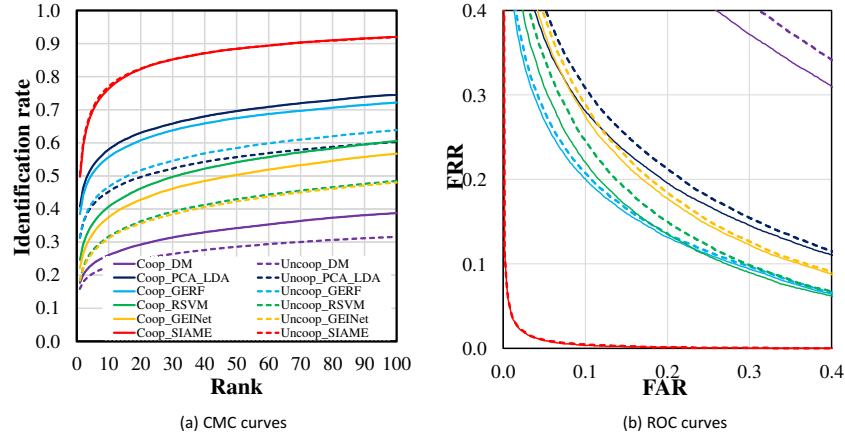 1.0
0.9
0.8
0.7
0.6
0.5
0.4
0.3
0.2
0.1
0.0
Identification rate
Coop_DM Uncoop_DM
Coop_PCA_LDA Unoop_PCA_LDA
Coop_GERF Uncoop_GERF
Coop_RSVM Uncoop_RSVM
Coop_GEINet Uncoop_GEINet
Coop_SIAME Uncoop_SIAME
0 10 20 30 40 50 60 70 80 90 100
Rank
(a) CMC curves
0.4
0.3
0.2
0.1
0.0
FRR
0.0 0.1 0.2 0.3 0.4
FAR
(b) ROC curves